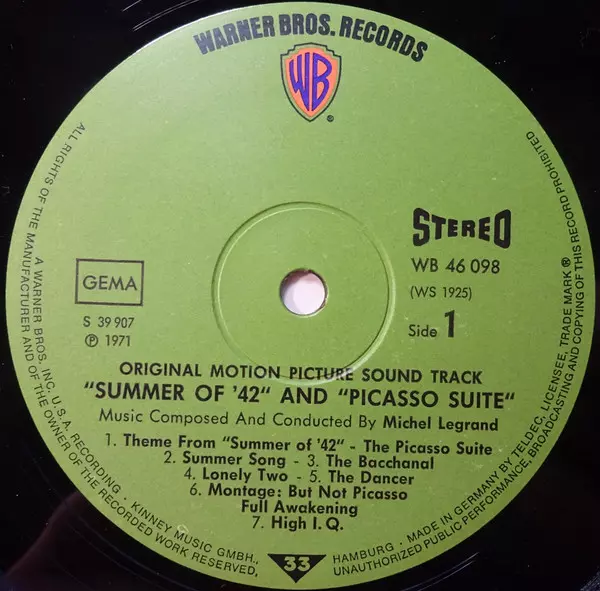 WARNER BROS. RECORDS
WB
®
STEREO
WB 46 098
(WS 1925)
Side 1
GEMA
S 39 907
℗ 1971
ORIGINAL MOTION PICTURE SOUND TRACK
"SUMMER OF '42" AND "PICASSO SUITE"
Music Composed And Conducted By Michel Legrand
1. Theme From "Summer of '42" - The Picasso Suite
2. Summer Song - 3. The Bacchanal
4. Lonely Two - 5. The Dancer
6. Montage: But Not Picasso
Full Awakening
7. High I. Q.
33
ALL RIGHTS OF THE MANUFACTURER AND OF THE OWNER OF THE RECORDED WORK RESERVED,
A WARNER BROS. INC. U.S.A. RECORDING · KINNEY MUSIC GMBH., HAMBURG · MADE IN GERMANY BY TELDEC, LICENSEE, TRADE MARK ®
UNAUTHORIZED PUBLIC PERFORMANCE, BROADCASTING AND COPYING OF THIS RECORD PROHIBITED